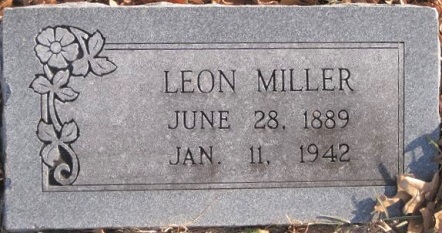 LEON MILLER
JUNE 28, 1889
JAN. 11, 1942